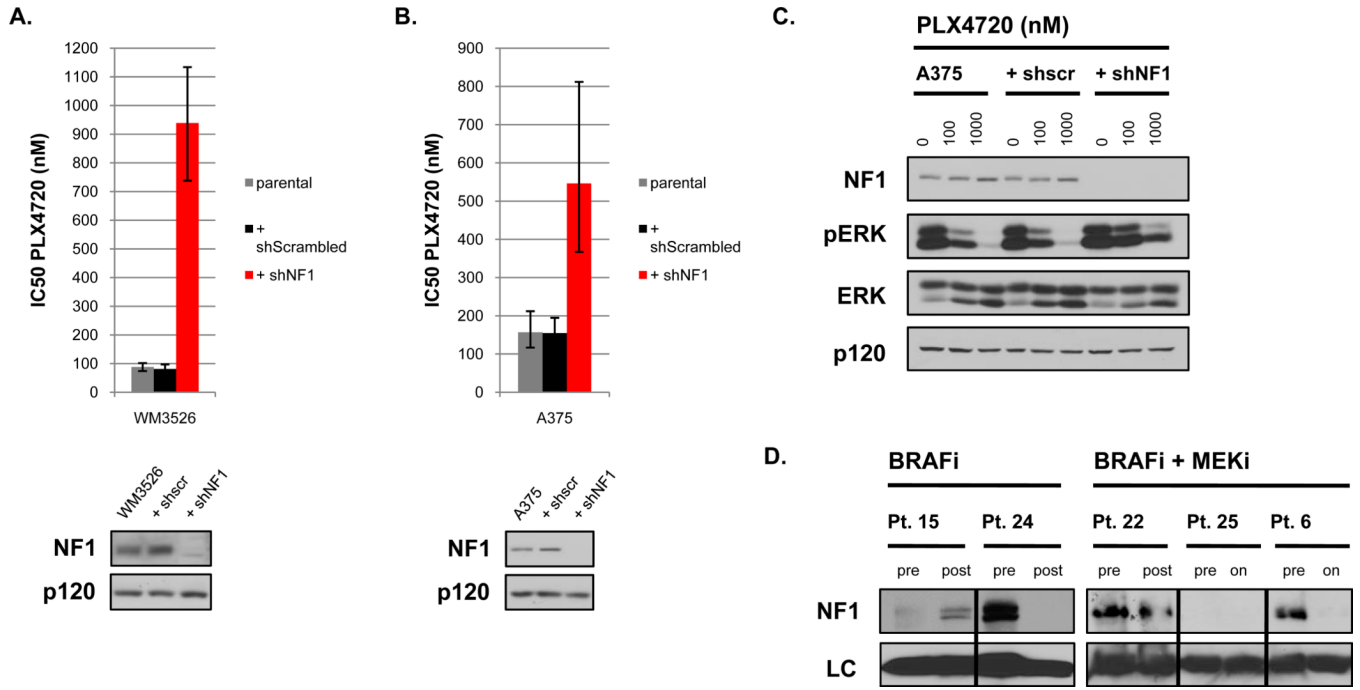 A.
1200
1100
1000
900
800
700
600
500
400
300
200
100
0
IC50 PLX4720 (nM)
WM3526
parental
+
shScrambled
+ shNF1
WM3526
+ shscr
+ shNF1
NF1
p120
B.
900
800
700
600
500
400
300
200
100
0
IC50 PLX4720 (nM)
A375
parental
+
shScrambled
+ shNF1
A375
+ shscr
+ shNF1
NF1
p120
C.
PLX4720 (nM)
A375 + shscr + shNF1
0 100 1000 0 100 1000 0 100 1000
NF1
pERK
ERK
p120
D.
BRAFi BRAFi + MEKi
Pt. 15 Pt. 24 Pt. 22 Pt. 25 Pt. 6
pre post pre post pre post pre on pre on
NF1
LC